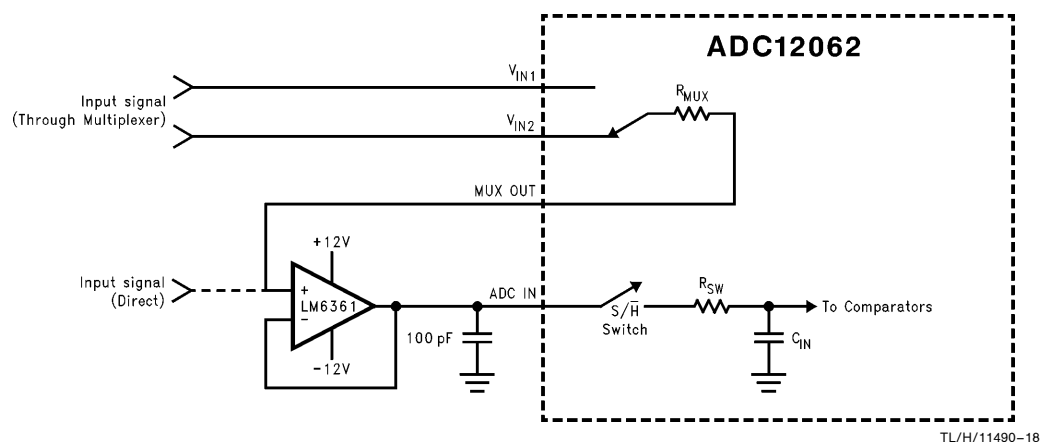 ADC12062
V_IN1
Input signal
(Through Multiplexer)
R_MUX
V_IN2
MUX OUT
+12V
Input signal
(Direct)
+
LM6361
−
ADC IN
R_SW
S/H̅
Switch
To Comparators
100 pF
C_IN
−12V
TL/H/11490–18